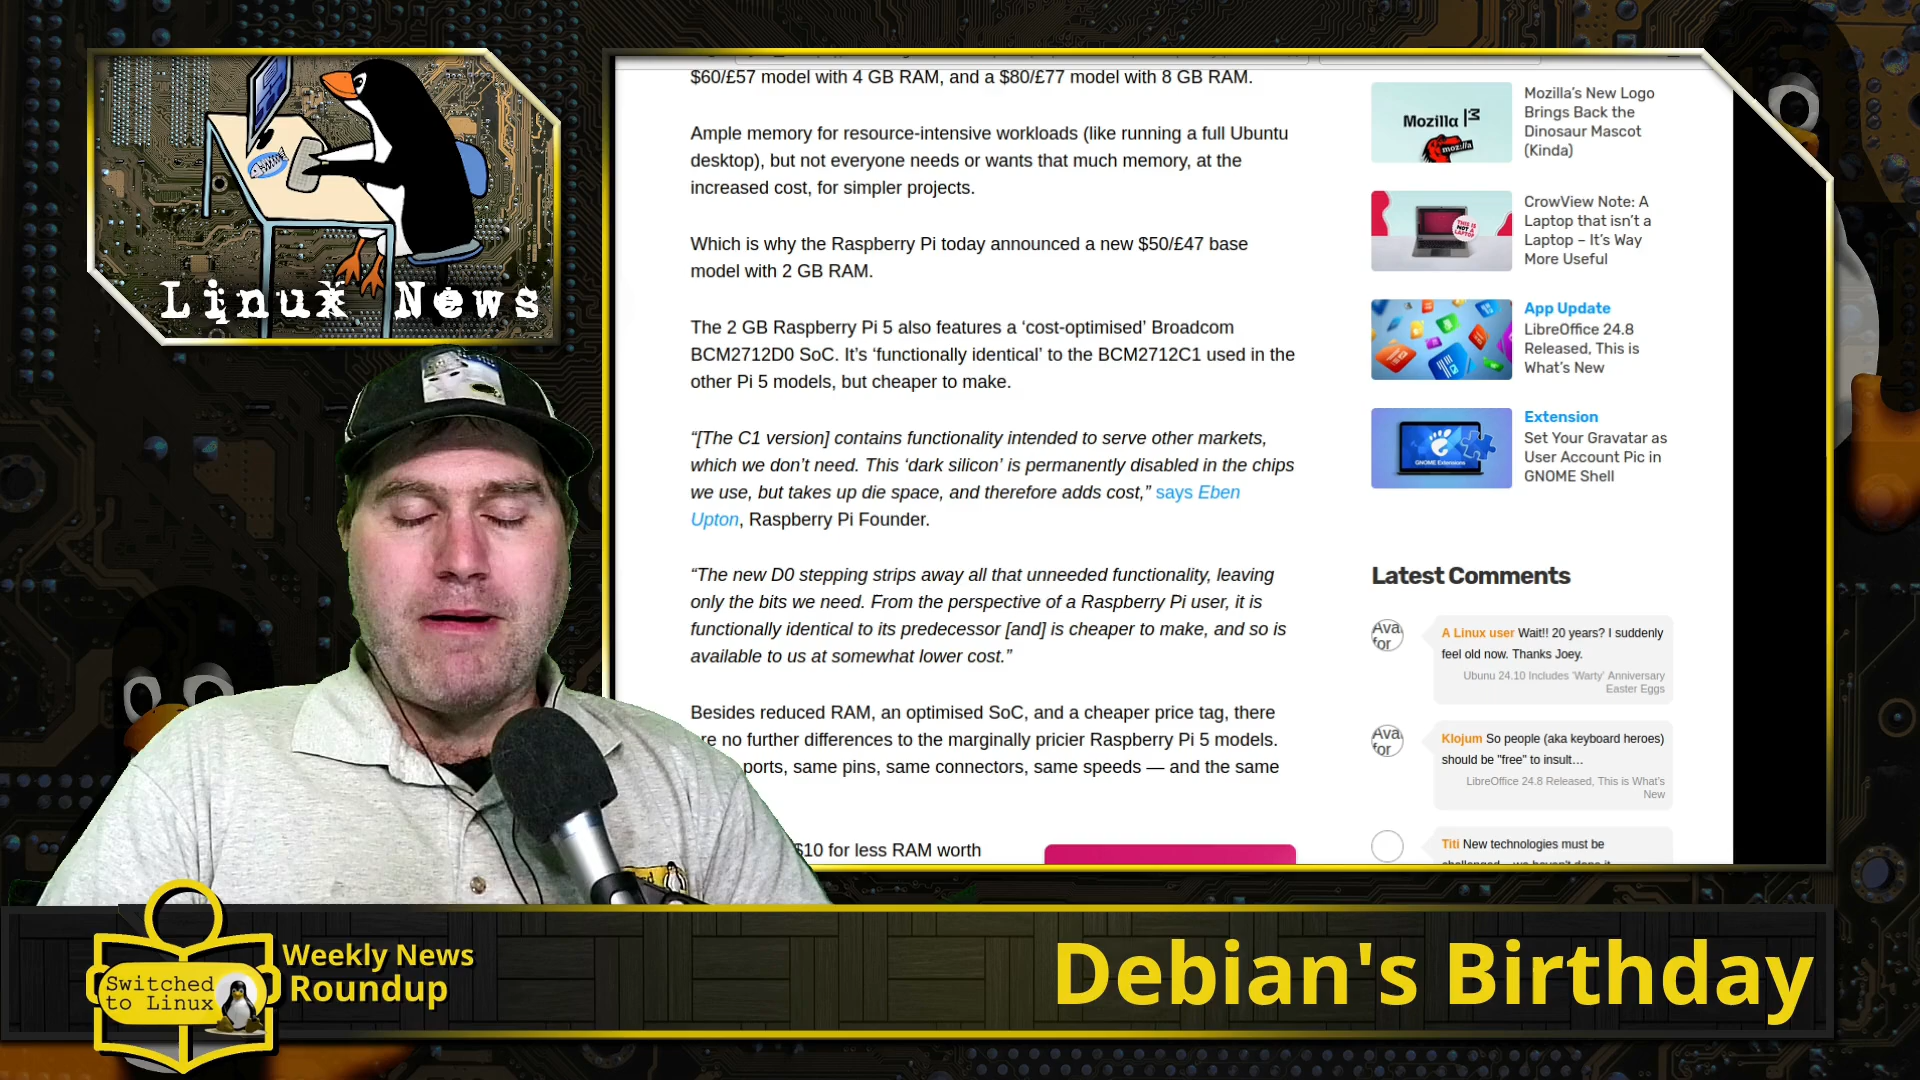 Linux News
$60/£57 model with 4 GB RAM, and a $80/£77 model with 8 GB RAM.
Ample memory for resource-intensive workloads (like running a full Ubuntu
desktop), but not everyone needs or wants that much memory, at the
increased cost, for simpler projects.
Which is why the Raspberry Pi today announced a new $50/£47 base
model with 2 GB RAM.
The 2 GB Raspberry Pi 5 also features a ‘cost-optimised’ Broadcom
BCM2712D0 SoC. It’s ‘functionally identical’ to the BCM2712C1 used in the
other Pi 5 models, but cheaper to make.
“[The C1 version] contains functionality intended to serve other markets,
which we don’t need. This ‘dark silicon’ is permanently disabled in the chips
we use, but takes up die space, and therefore adds cost,” says Eben
Upton, Raspberry Pi Founder.
“The new D0 stepping strips away all that unneeded functionality, leaving
only the bits we need. From the perspective of a Raspberry Pi user, it is
functionally identical to its predecessor [and] is cheaper to make, and so is
available to us at somewhat lower cost.”
Besides reduced RAM, an optimised SoC, and a cheaper price tag, there
re no further differences to the marginally pricier Raspberry Pi 5 models.
ports, same pins, same connectors, same speeds — and the same
$10 for less RAM worth
Mozilla
moz://a
Mozilla’s New Logo
Brings Back the
Dinosaur Mascot
(Kinda)
THIS IS
NOT A
LAPTOP
CrowView Note: A
Laptop that isn’t a
Laptop – It’s Way
More Useful
App Update
LibreOffice 24.8
Released, This is
What’s New
GNOME Extensions
Extension
Set Your Gravatar as
User Account Pic in
GNOME Shell
Latest Comments
Ava
for
A Linux user Wait!! 20 years? I suddenly
feel old now. Thanks Joey.
Ubunu 24.10 Includes 'Warty' Anniversary
Easter Eggs
Ava
for
Klojum So people (aka keyboard heroes)
should be "free" to insult…
LibreOffice 24.8 Released, This is What's
New
Titi New technologies must be
Switched
to Linux
Weekly News
Roundup
Debian's Birthday